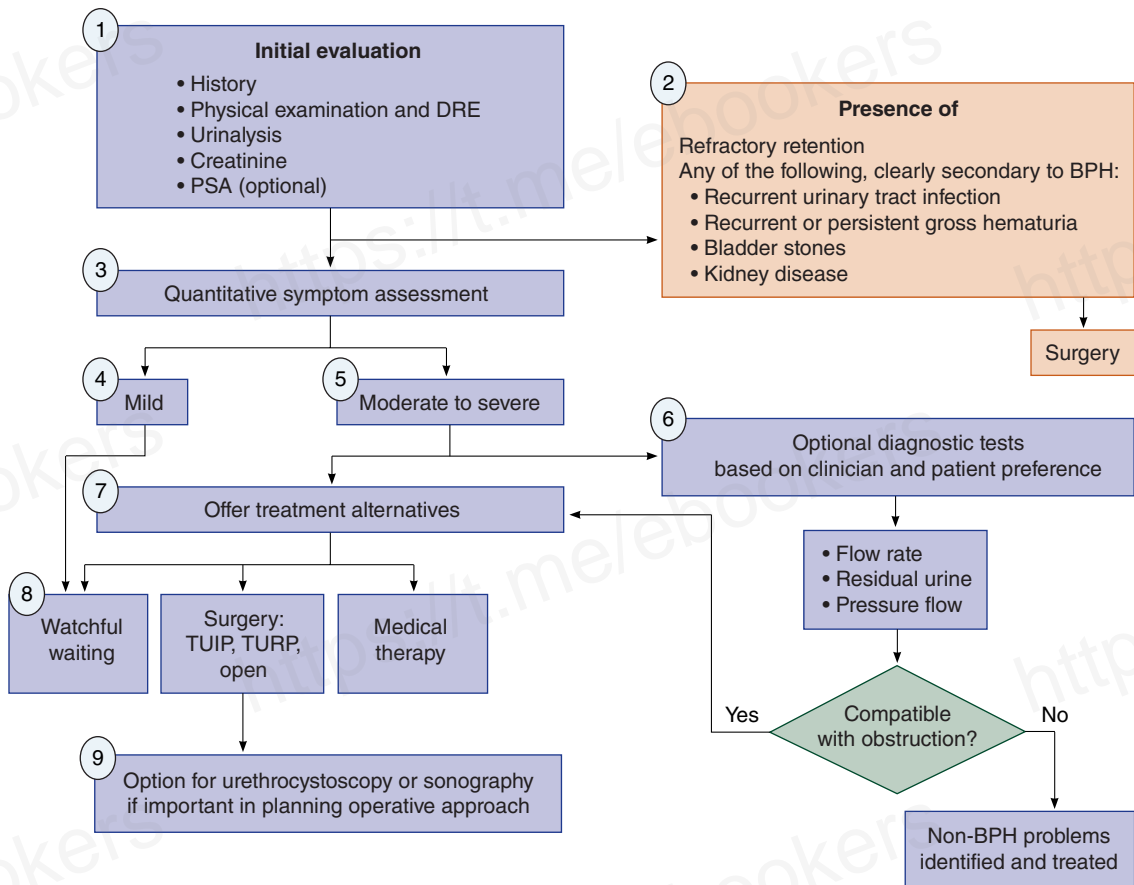 1
Initial evaluation
• History
• Physical examination and DRE
• Urinalysis
• Creatinine
• PSA (optional)
2
Presence of
Refractory retention
Any of the following, clearly secondary to BPH:
• Recurrent urinary tract infection
• Recurrent or persistent gross hematuria
• Bladder stones
• Kidney disease
Surgery
3
Quantitative symptom assessment
4
Mild
5
Moderate to severe
6
Optional diagnostic tests
based on clinician and patient preference
7
Offer treatment alternatives
• Flow rate
• Residual urine
• Pressure flow
8
Watchful
waiting
Surgery:
TUIP, TURP,
open
Medical
therapy
Yes
Compatible
with obstruction?
No
9
Option for urethrocystoscopy or sonography
if important in planning operative approach
Non-BPH problems
identified and treated
https://t.me/ebookers
https://t.me/ebookers
okers
okers
okers
http
http